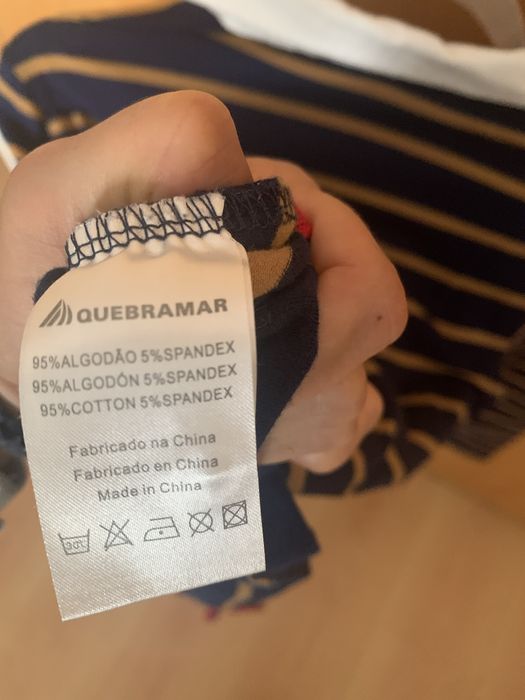 QUEBRAMAR
95%ALGODÃO 5%SPANDEX
95%ALGODÓN 5%SPANDEX
95%COTTON 5%SPANDEX
Fabricado na China
Fabricado en China
Made in China